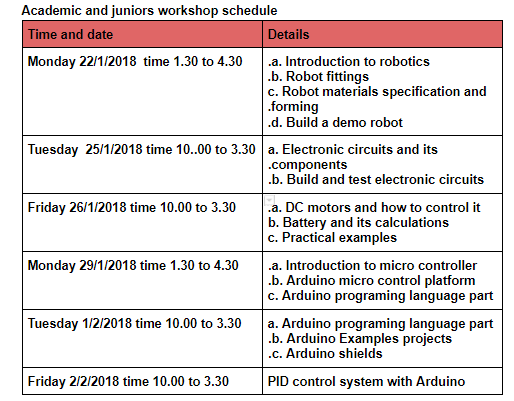 Academic and juniors workshop schedule
Time and date
Details
Monday 22/1/2018  time 1.30 to 4.30
.a. Introduction to robotics
.b. Robot fittings
c. Robot materials specification and
.forming
.d. Build a demo robot
Tuesday  25/1/2018 time 10..00 to 3.30
a. Electronic circuits and its
.components
.b. Build and test electronic circuits
Friday 26/1/2018 time 10.00 to 3.30
.a. DC motors and how to control it
b. Battery and its calculations
c. Practical examples
Monday 29/1/2018 time 1.30 to 4.30
.a. Introduction to micro controller
.b. Arduino micro control platform
c. Arduino programing language part
Tuesday 1/2/2018 time 10.00 to 3.30
a. Arduino programing language part
.b. Arduino Examples projects
.c. Arduino shields
Friday 2/2/2018 time 10.00 to 3.30
PID control system with Arduino